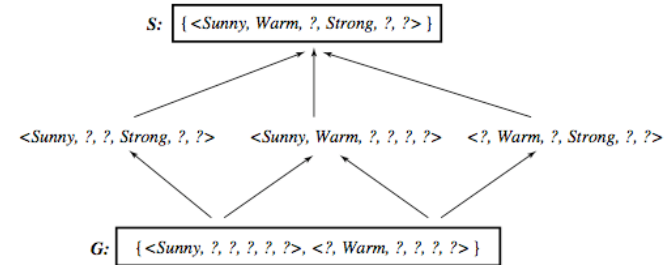 S: { <Sunny, Warm, ?, Strong, ?, ?> }
<Sunny, ?, ?, Strong, ?, ?> <Sunny, Warm, ?, ?, ?, ?> <?, Warm, ?, Strong, ?, ?>
G: { <Sunny, ?, ?, ?, ?, ?>, <?, Warm, ?, ?, ?, ?> }